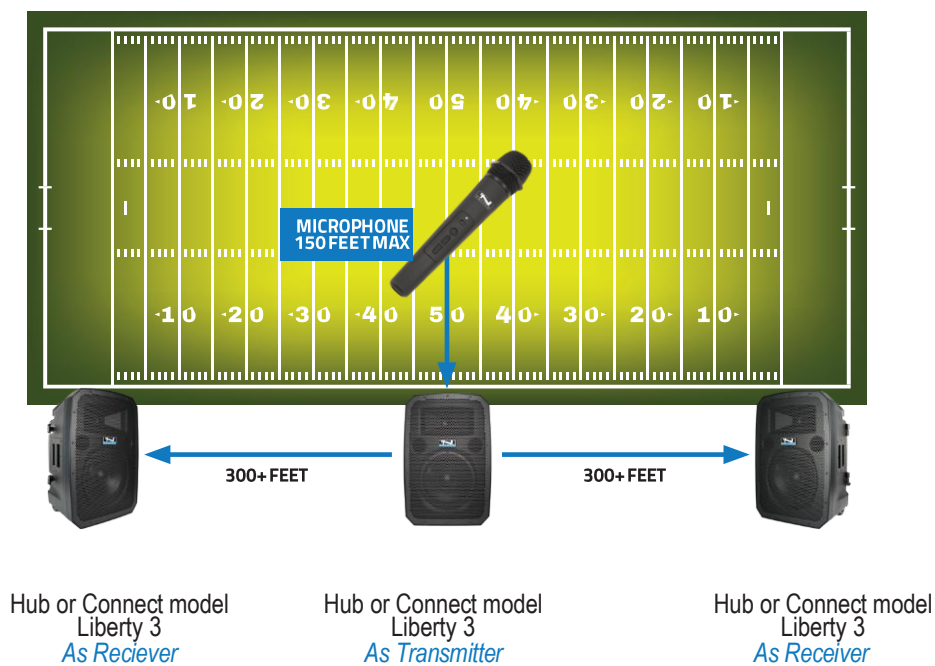 10 20 30 40 50 40 30 20 10
MICROPHONE
150 FEET MAX
10 20 30 40 50 40 30 20 10
300+ FEET 300+ FEET
Hub or Connect model
Liberty 3
As Reciever
Hub or Connect model
Liberty 3
As Transmitter
Hub or Connect model
Liberty 3
As Receiver